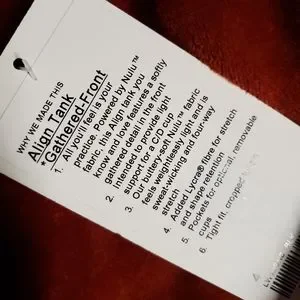 WHY WE MADE THIS
Align Tank
Gathered-Front
1. All you'll feel is your
practice. Powered by Nulu™
fabric, this Align tank you
know and love features a softly
gathered detail on the front
2. Intended to provide light
support for a C/D cup
3. Our buttery-soft Nulu™ fabric
feels weightlessly light and is
sweat-wicking and four-way
stretch
4. Added Lycra® fibre for stretch
and shape retention
5. Pockets for optional, removable
cups
6. Tight fit, cropped